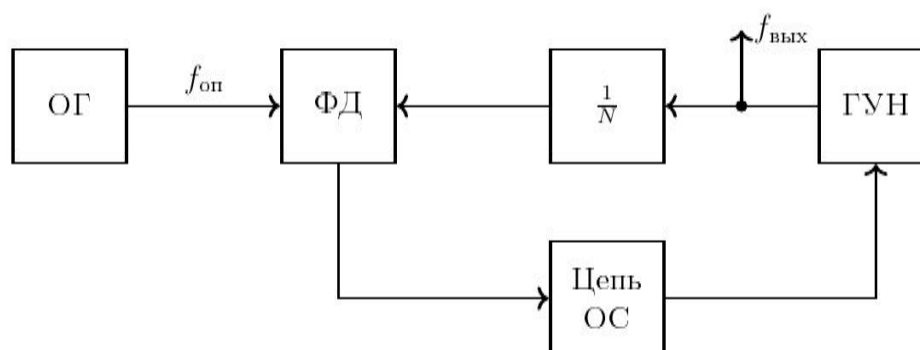 f_вых
ОГ
f_оп
ФД
1/N
ГУН
Цепь
ОС